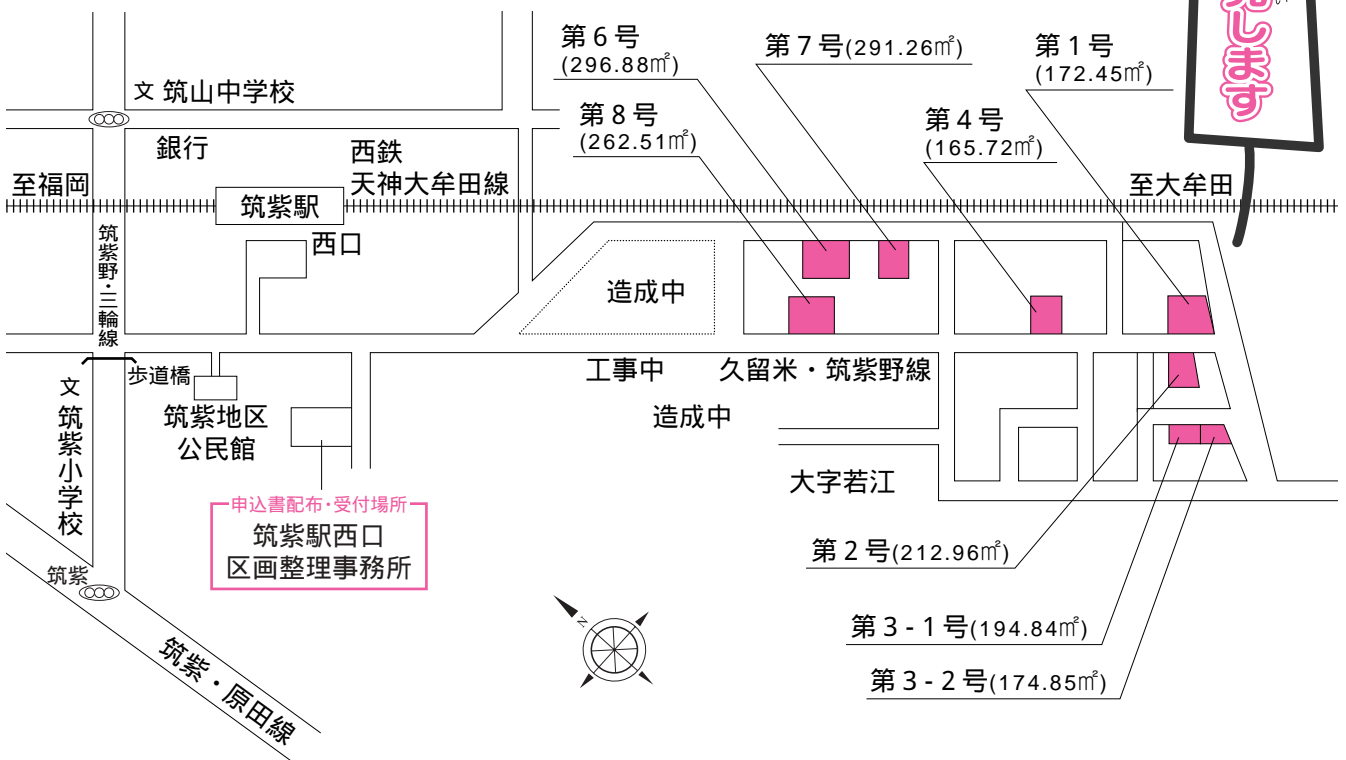 売します
第6号
(296.88㎡)
第7号(291.26㎡)
第1号
(172.45㎡)
第8号
(262.51㎡)
第4号
(165.72㎡)
文 筑山中学校
銀行
西鉄
天神大牟田線
至福岡
筑紫駅
至大牟田
西口
筑紫野・三輪線
造成中
歩道橋
工事中
久留米・筑紫野線
文 筑紫小学校
筑紫地区
公民館
造成中
大字若江
申込書配布・受付場所
筑紫駅西口
区画整理事務所
第2号(212.96㎡)
筑紫
N
第3-1号(194.84㎡)
筑紫・原田線
第3-2号(174.85㎡)